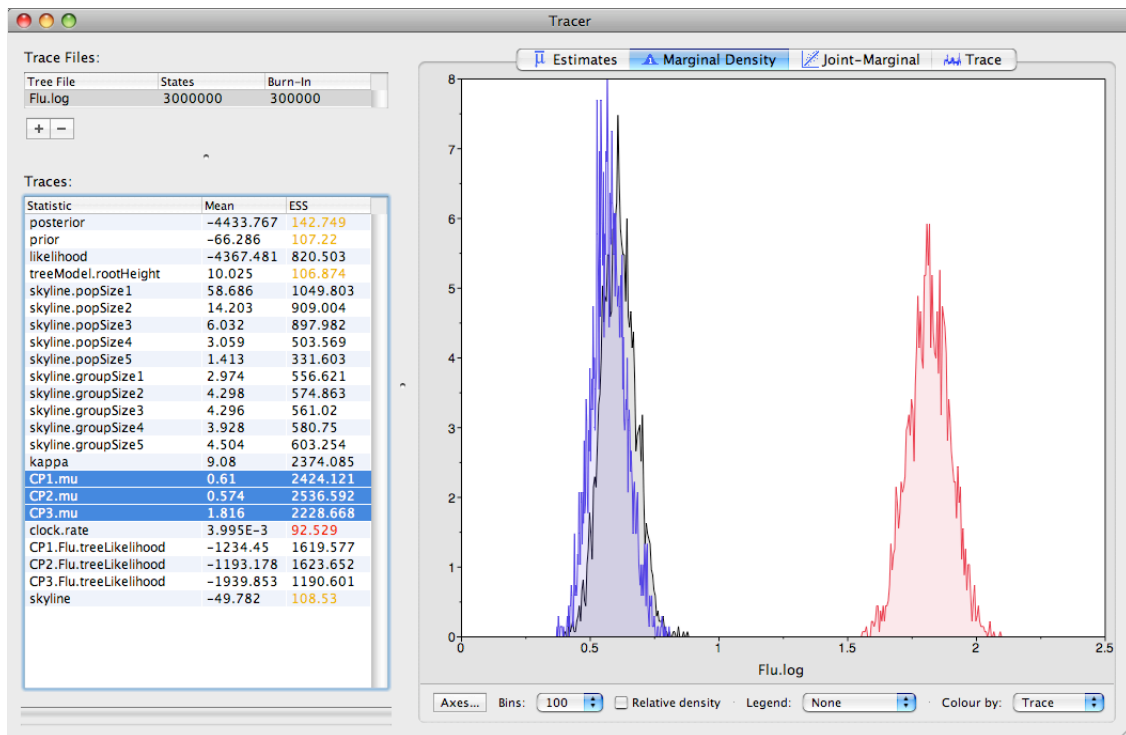 Tracer
Trace Files:
Tree File States Burn-In
Flu.log 3000000 300000
+ −
Traces:
Statistic Mean ESS
posterior -4433.767 142.749
prior -66.286 107.22
likelihood -4367.481 820.503
treeModel.rootHeight 10.025 106.874
skyline.popSize1 58.686 1049.803
skyline.popSize2 14.203 909.004
skyline.popSize3 6.032 897.982
skyline.popSize4 3.059 503.569
skyline.popSize5 1.413 331.603
skyline.groupSize1 2.974 556.621
skyline.groupSize2 4.298 574.863
skyline.groupSize3 4.296 561.02
skyline.groupSize4 3.928 580.75
skyline.groupSize5 4.504 603.254
kappa 9.08 2374.085
CP1.mu 0.61 2424.121
CP2.mu 0.574 2536.592
CP3.mu 1.816 2228.668
clock.rate 3.995E-3 92.529
CP1.Flu.treeLikelihood -1234.45 1619.577
CP2.Flu.treeLikelihood -1193.178 1623.652
CP3.Flu.treeLikelihood -1939.853 1190.601
skyline -49.782 108.53
μ Estimates Marginal Density Joint-Marginal Trace
8
7
6
5
4
3
2
1
0
0 0.5 1 1.5 2 2.5
Flu.log
Axes... Bins: 100 Relative density Legend: None Colour by: Trace